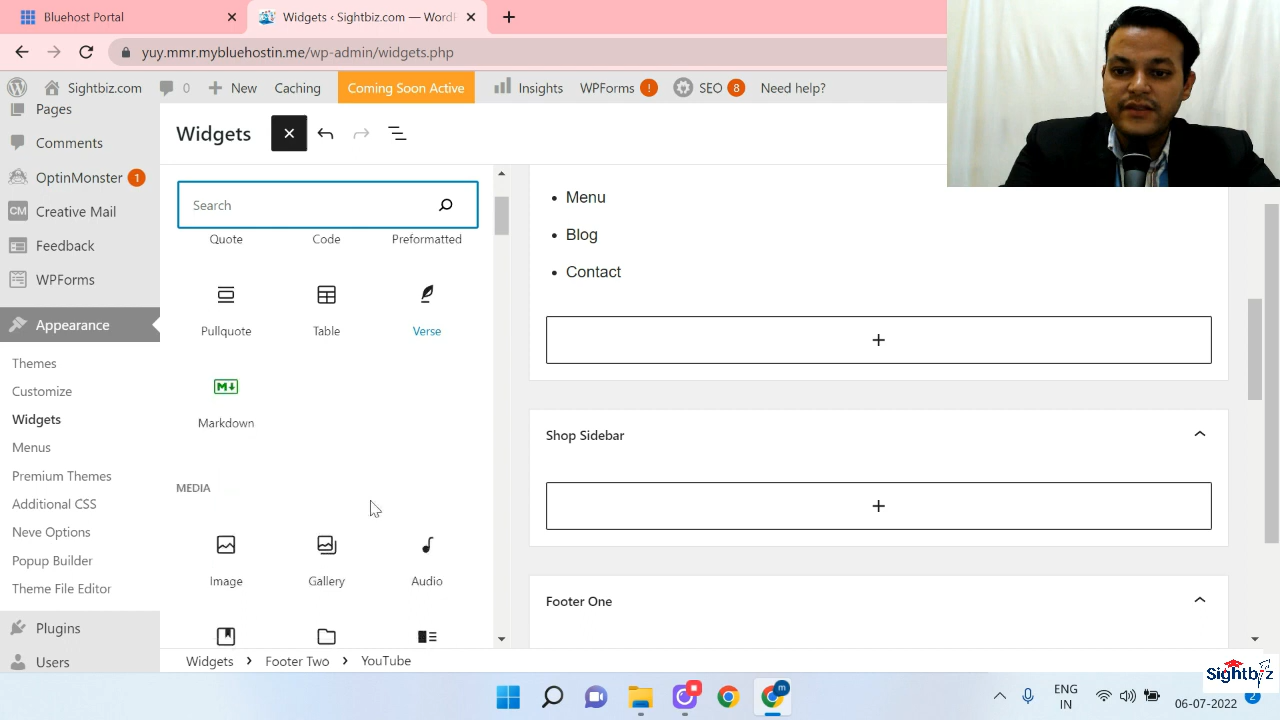 Bluehost Portal
Widgets ‹ Sightbiz.com — Word
yuy.mmr.mybluehostin.me/wp-admin/widgets.php
Sightbiz.com
0
New
Caching
Coming Soon Active
Insights
WPForms
!
SEO
8
Need help?
Pages
Comments
OptinMonster
1
CM
Creative Mail
Feedback
WPForms
Appearance
Themes
Customize
Widgets
Menus
Premium Themes
Additional CSS
Neve Options
Popup Builder
Theme File Editor
Plugins
Users
Widgets
Search
Quote
Code
Preformatted
Pullquote
Table
Verse
M
Markdown
MEDIA
Image
Gallery
Audio
Menu
Blog
Contact
Shop Sidebar
Footer One
Widgets
Footer Two
YouTube
Sightbiz
m
ENG
IN
06-07-2022
2